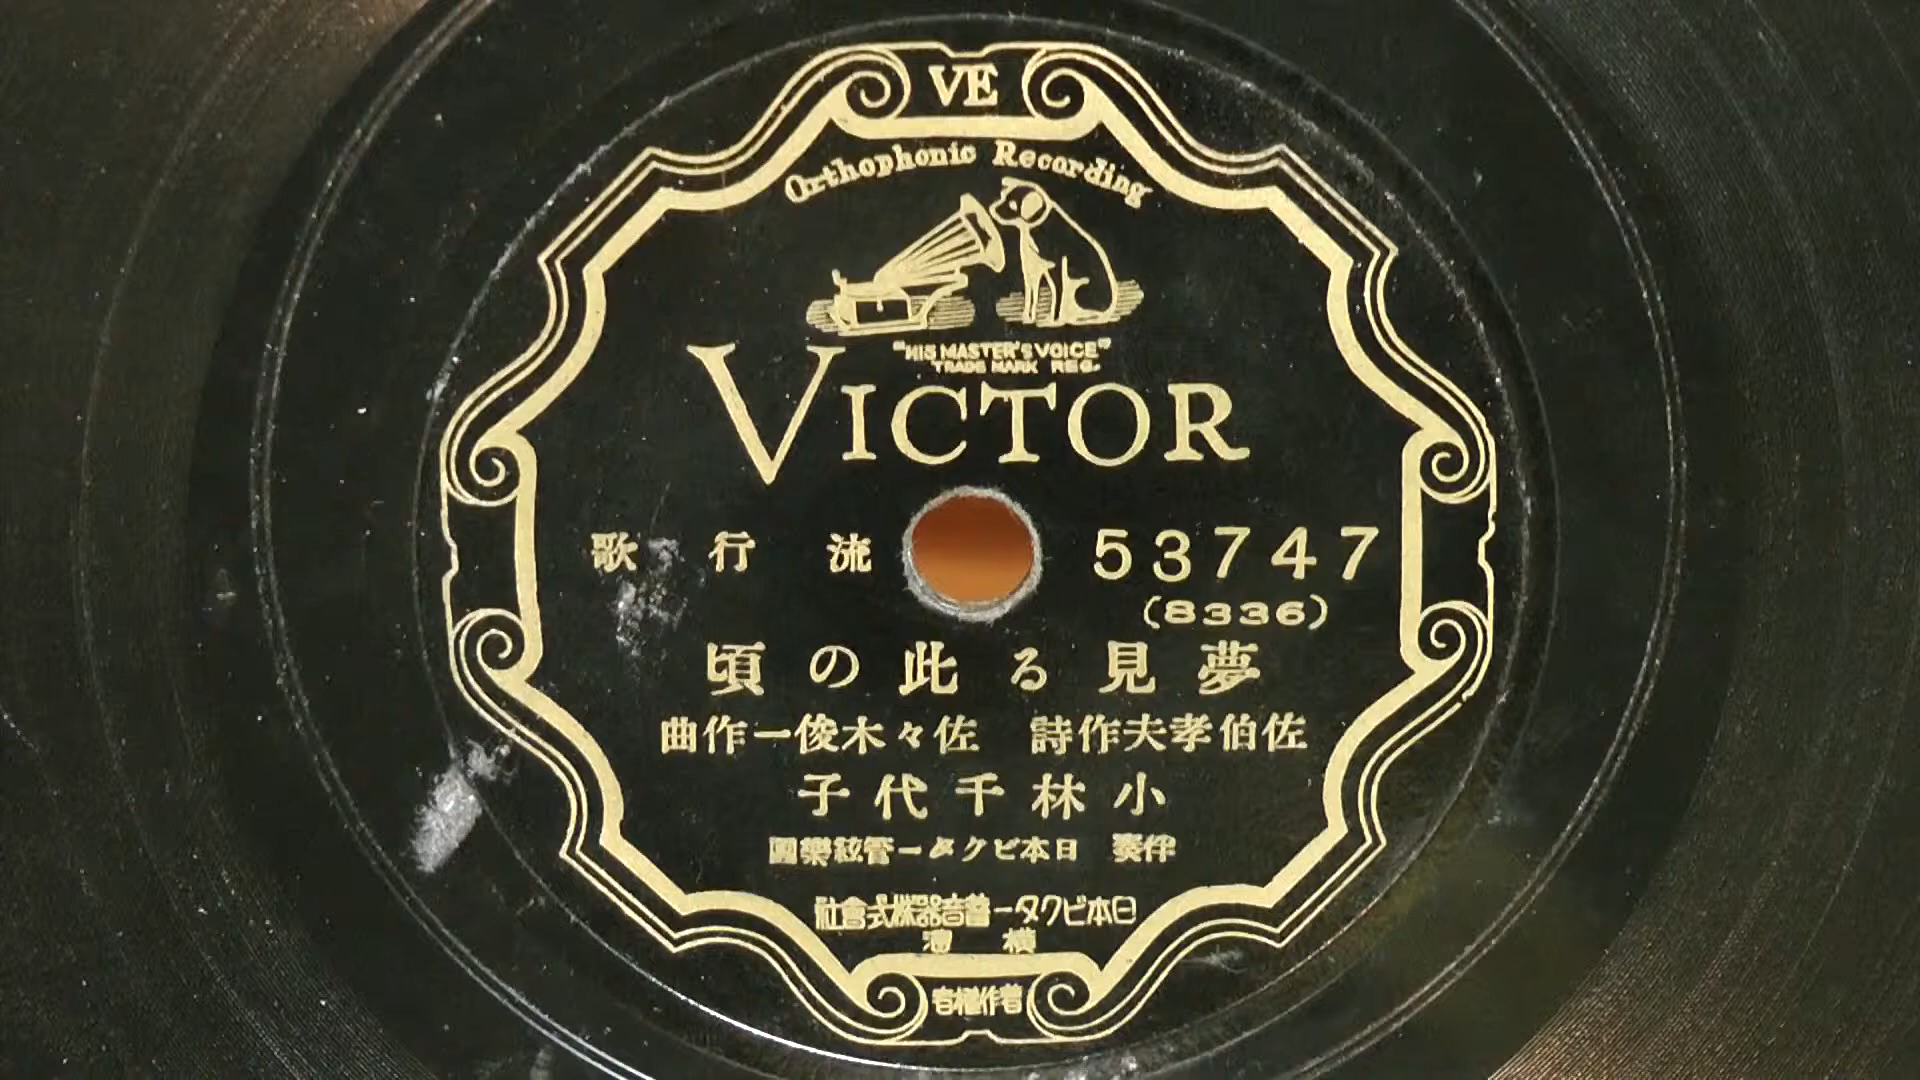 VE
Orthophonic Recording
"HIS MASTER'S VOICE"
TRADE MARK REG.
VICTOR
流行歌
53747
(8336)
夢見る此の頃
佐伯孝夫作詩 佐々木俊一作曲
小林千代子
伴奏 日本ビクター管絃樂團
日本ビクター蓄音器株式會社
横濱
著作権者